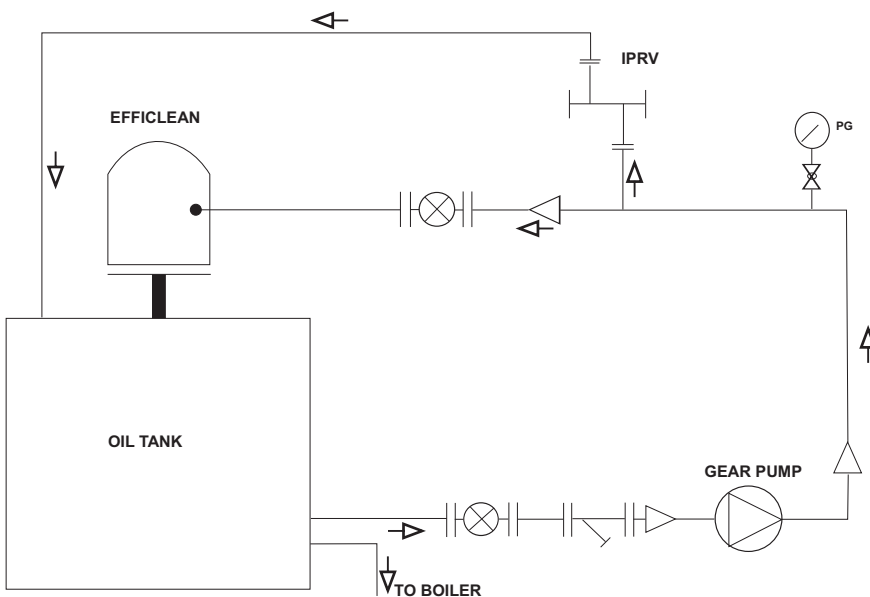 IPRV
EFFICLEAN
PG
OIL TANK
GEAR PUMP
TO BOILER